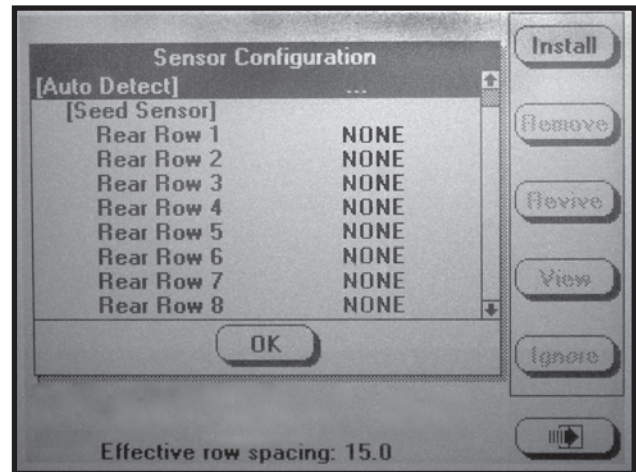 Sensor Configuration
[Auto Detect] ...
[Seed Sensor]
Rear Row 1 NONE
Rear Row 2 NONE
Rear Row 3 NONE
Rear Row 4 NONE
Rear Row 5 NONE
Rear Row 6 NONE
Rear Row 7 NONE
Rear Row 8 NONE
OK
Effective row spacing: 15.0
Install
Remove
Revive
View
Ignore